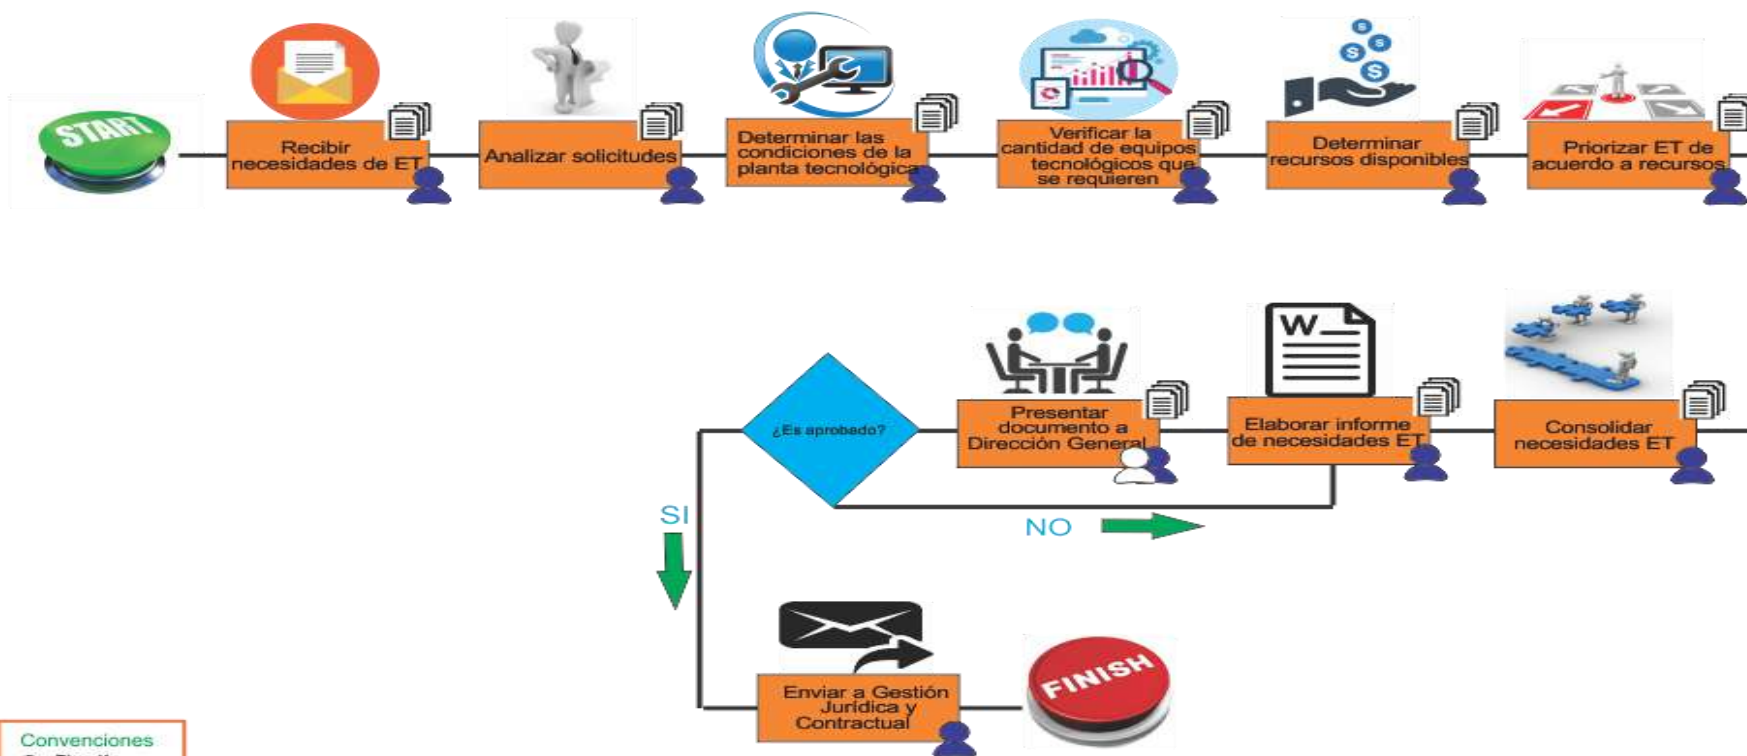 START
Recibir
necesidades de ET
Analizar solicitudes
Determinar las
condiciones de la
planta tecnológica
Verificar la
cantidad de equipos
tecnológicos que
se requieren
Determinar
recursos disponibles
Priorizar ET de
acuerdo a recursos
¿Es aprobado?
Presentar
documento a
Dirección General
W
Elaborar informe
de necesidades ET
Consolidar
necesidades ET
SI
NO
Enviar a Gestión
Jurídica y
Contractual
FINISH
Convenciones